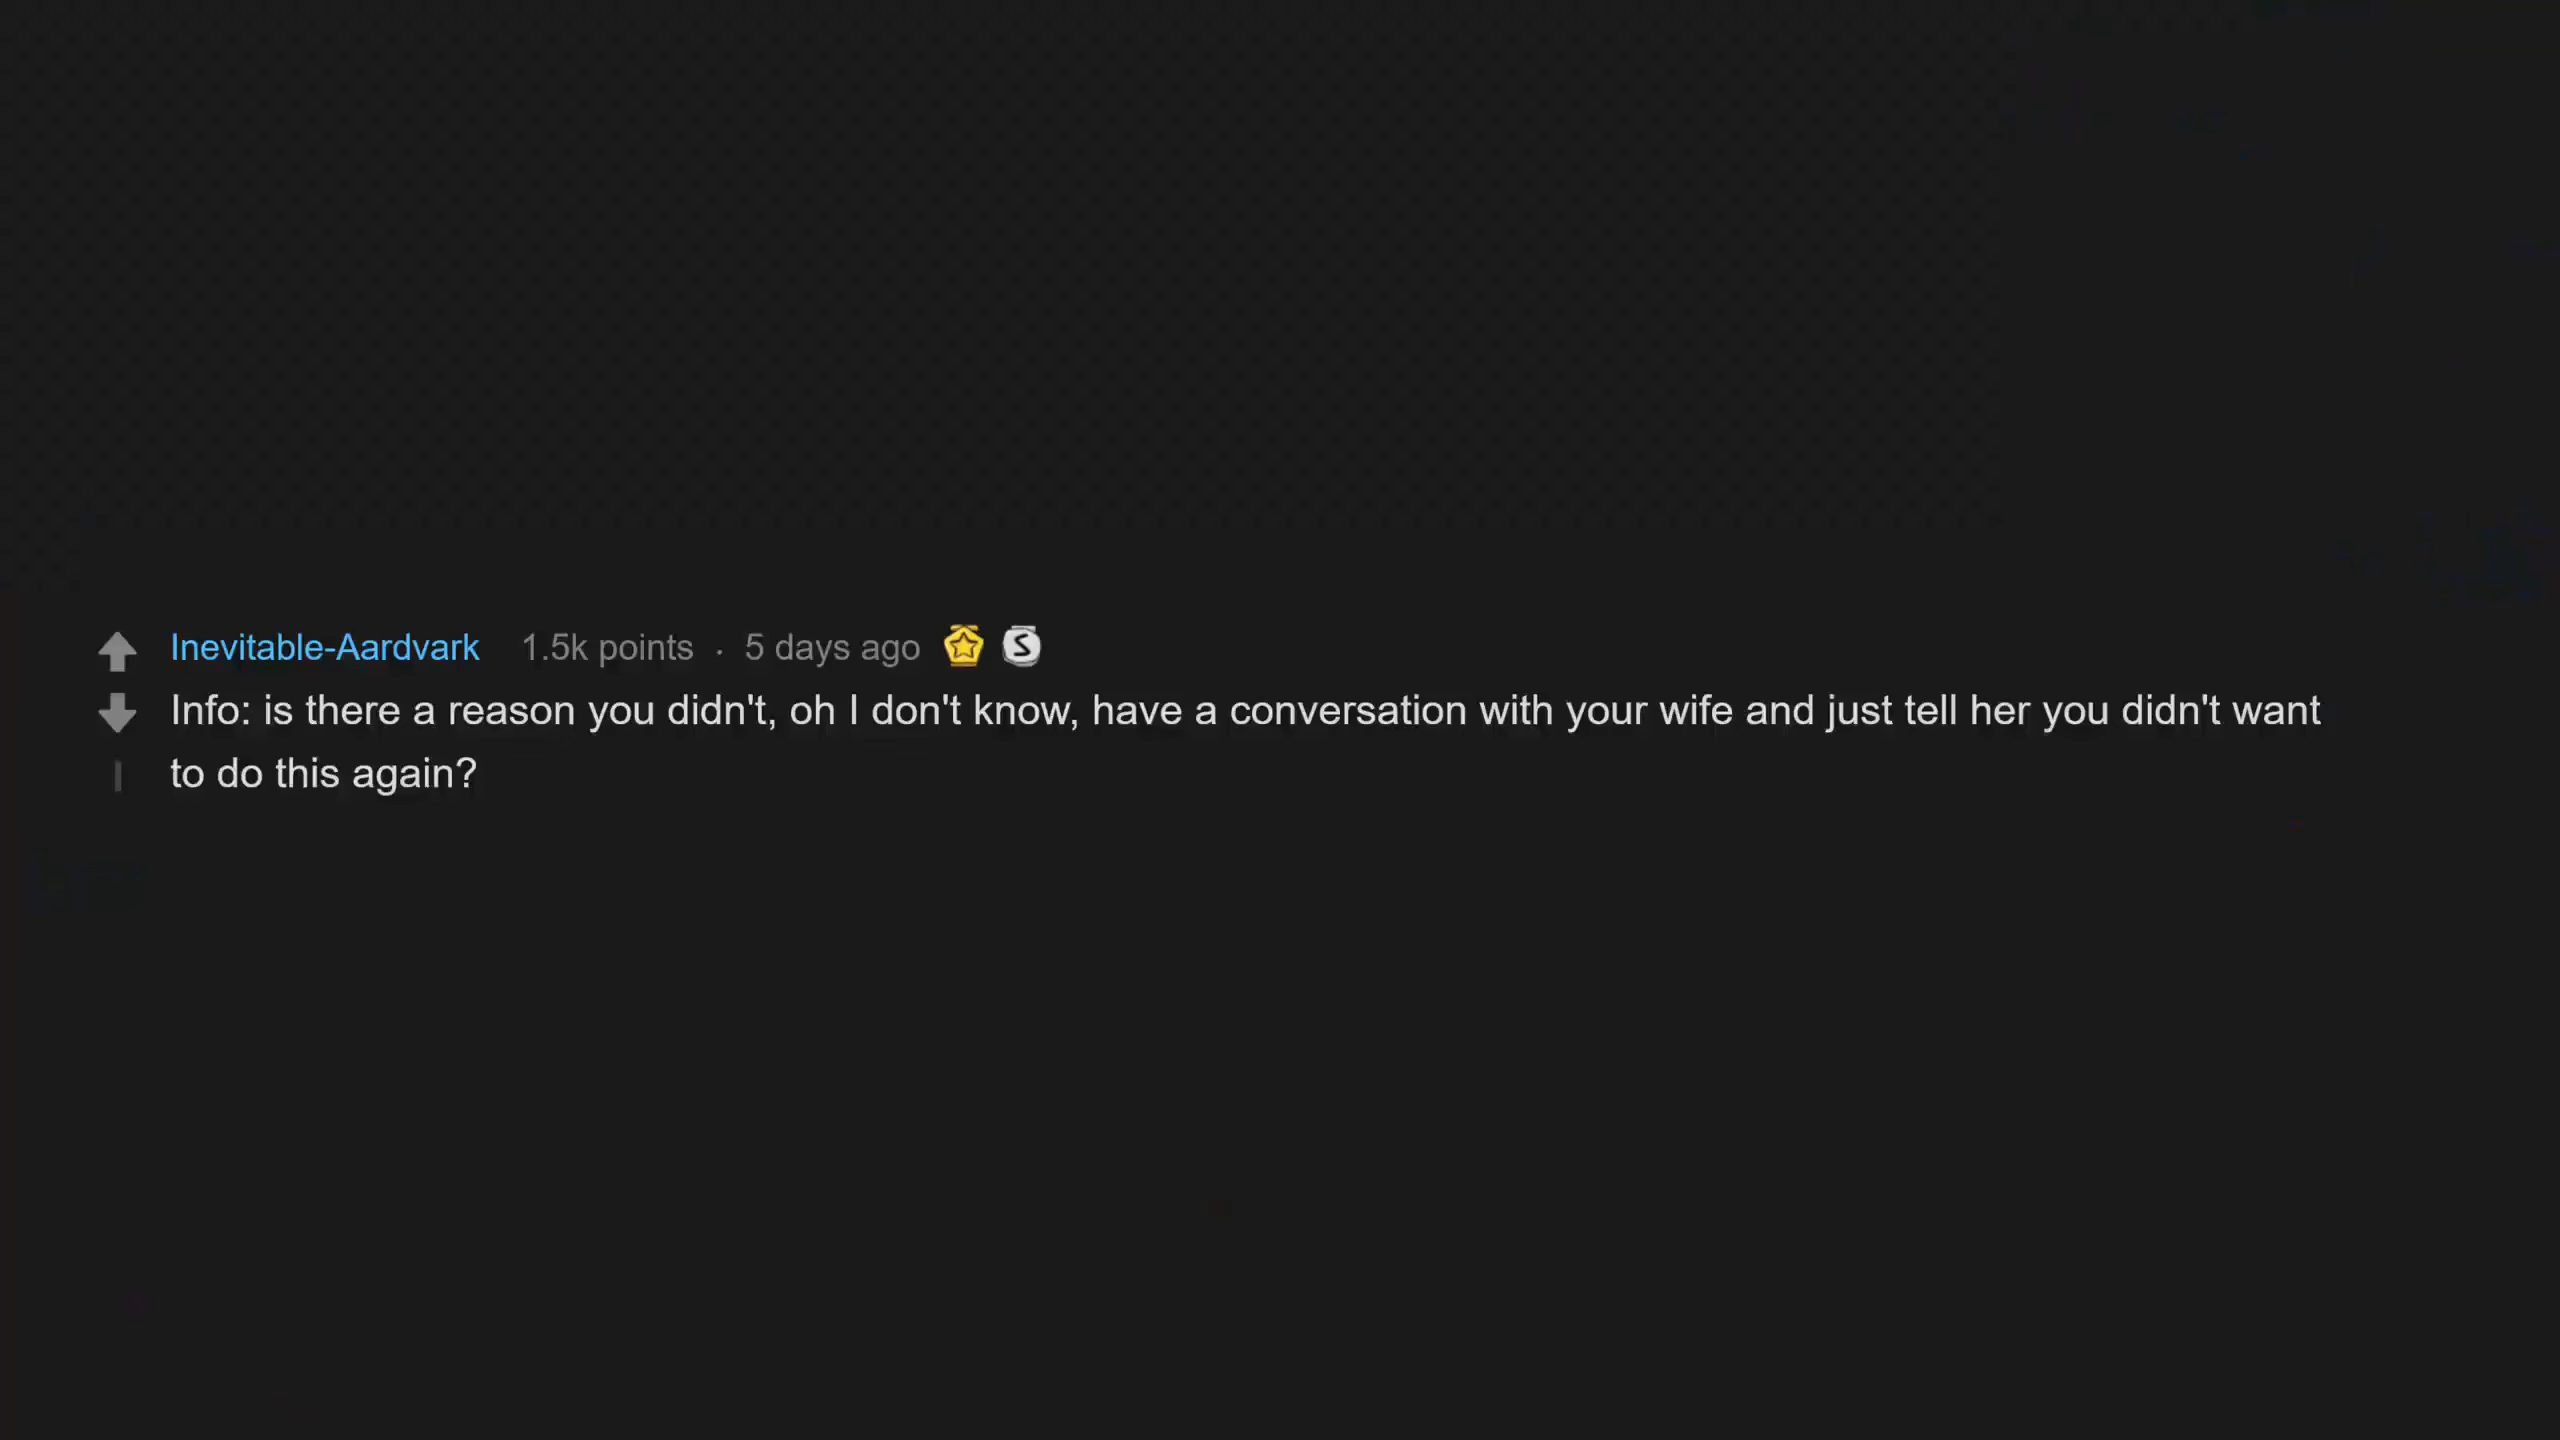 Inevitable-Aardvark 1.5k points · 5 days ago S
Info: is there a reason you didn't, oh I don't know, have a conversation with your wife and just tell her you didn't want
to do this again?